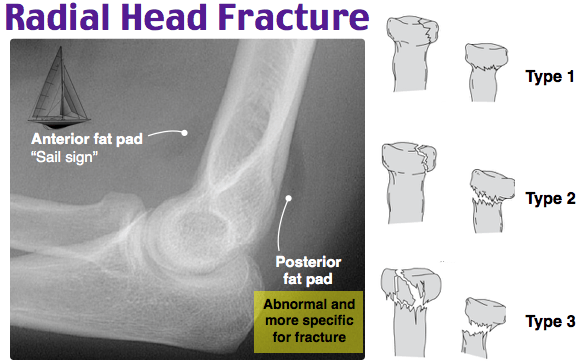 Radial Head Fracture
Anterior fat pad
“Sail sign”
Posterior
fat pad
Abnormal and
more specific
for fracture
Type 1
Type 2
Type 3